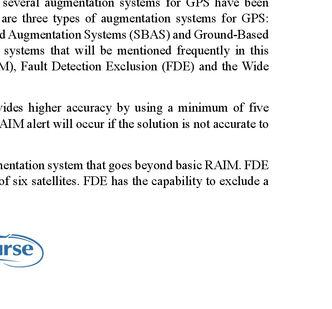 several augmentation systems for GPS have been
are three types of augmentation systems for GPS:
d Augmentation Systems (SBAS) and Ground-Based
systems that will be mentioned frequently in this
M), Fault Detection Exclusion (FDE) and the Wide
vides higher accuracy by using a minimum of five
AIM alert will occur if the solution is not accurate to
mentation system that goes beyond basic RAIM. FDE
of six satellites. FDE has the capability to exclude a
urse